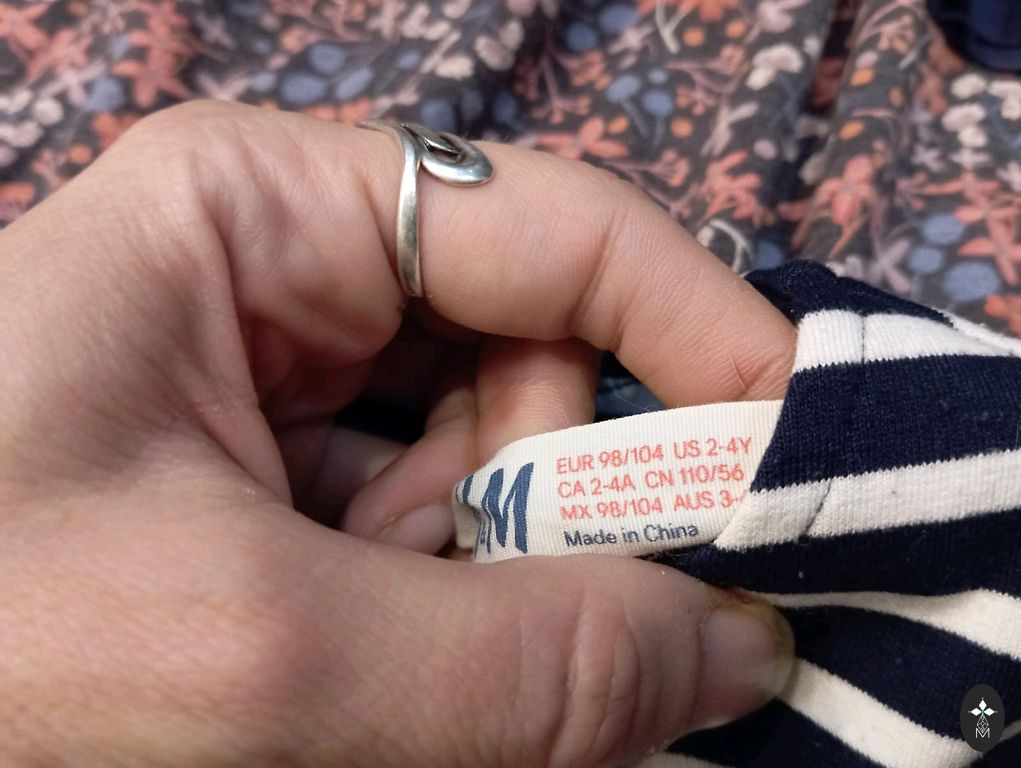 &M
EUR 98/104 US 2-4Y
CA 2-4A CN 110/56
MX 98/104 AUS 3-
Made in China
M